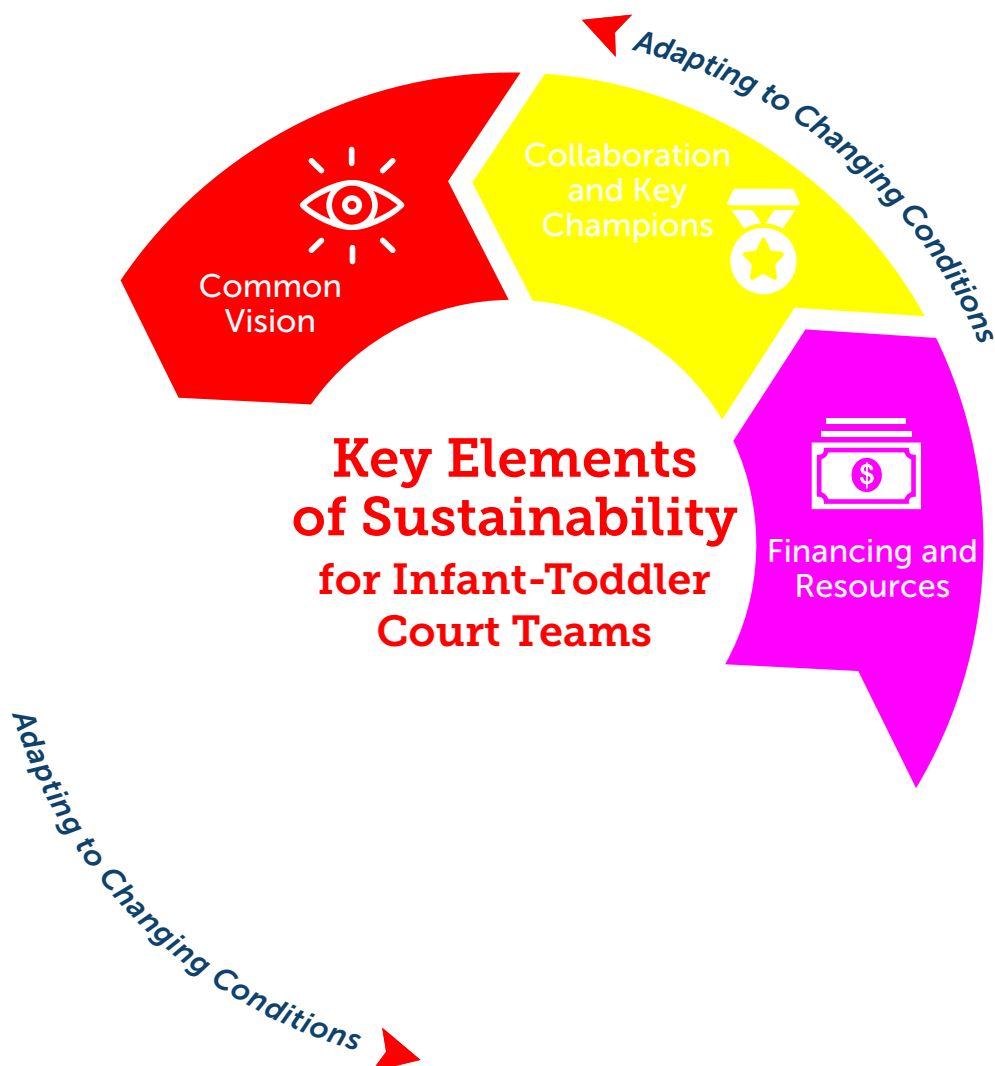 Adapting to Changing Conditions
Collaboration
and Key
Champions
Common
Vision
Key Elements
of Sustainability
for Infant-Toddler
Court Teams
$
Financing and
Resources
Adapting to Changing Conditions